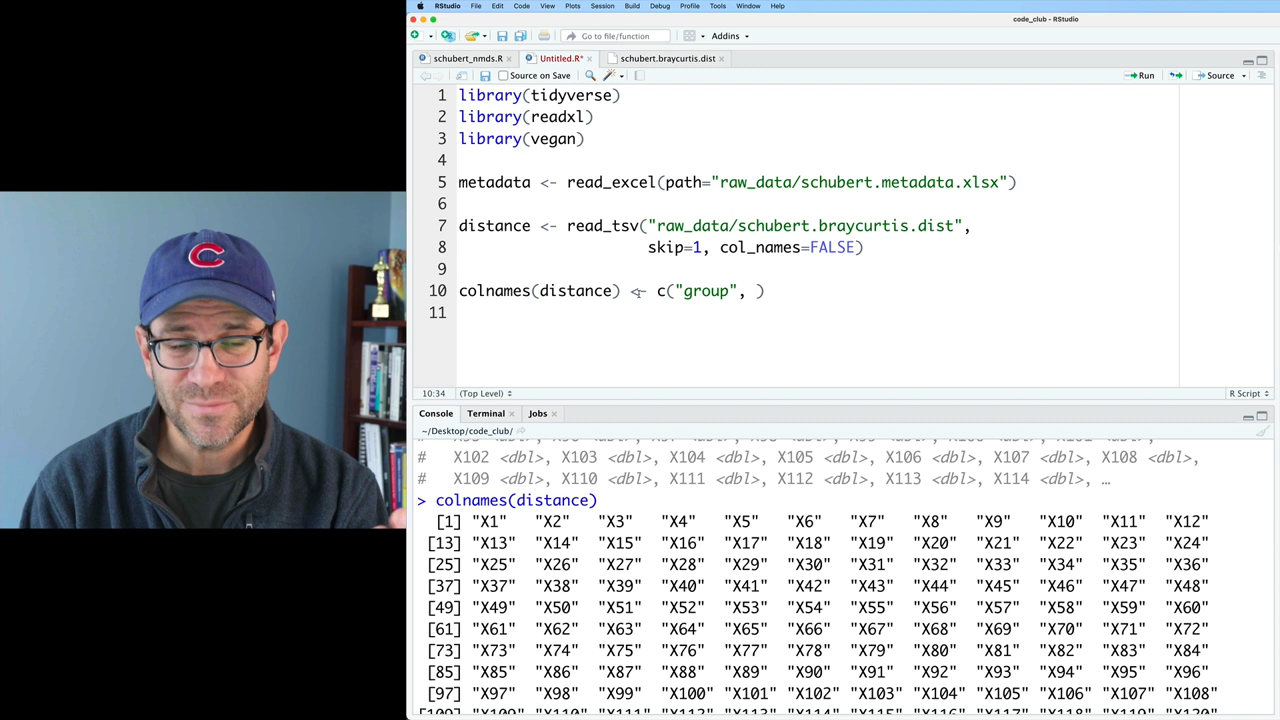 RStudio File Edit Code View Plots Session Build Debug Profile Tools Window Help
code_club - RStudio
Go to file/function Addins
schubert_nmds.R Untitled.R* schubert.braycurtis.dist
Source on Save Run Source
1 library(tidyverse)
2 library(readxl)
3 library(vegan)
4
5 metadata <- read_excel(path="raw_data/schubert.metadata.xlsx")
6
7 distance <- read_tsv("raw_data/schubert.braycurtis.dist",
8 skip=1, col_names=FALSE)
9
10 colnames(distance) <- c("group", )
11
10:34 (Top Level) R Script
Console Terminal Jobs
~/Desktop/code_club/
# X102 <dbl>, X103 <dbl>, X104 <dbl>, X105 <dbl>, X106 <dbl>, X107 <dbl>, X108 <dbl>,
# X109 <dbl>, X110 <dbl>, X111 <dbl>, X112 <dbl>, X113 <dbl>, X114 <dbl>, …
> colnames(distance)
[1] "X1" "X2" "X3" "X4" "X5" "X6" "X7" "X8" "X9" "X10" "X11" "X12"
[13] "X13" "X14" "X15" "X16" "X17" "X18" "X19" "X20" "X21" "X22" "X23" "X24"
[25] "X25" "X26" "X27" "X28" "X29" "X30" "X31" "X32" "X33" "X34" "X35" "X36"
[37] "X37" "X38" "X39" "X40" "X41" "X42" "X43" "X44" "X45" "X46" "X47" "X48"
[49] "X49" "X50" "X51" "X52" "X53" "X54" "X55" "X56" "X57" "X58" "X59" "X60"
[61] "X61" "X62" "X63" "X64" "X65" "X66" "X67" "X68" "X69" "X70" "X71" "X72"
[73] "X73" "X74" "X75" "X76" "X77" "X78" "X79" "X80" "X81" "X82" "X83" "X84"
[85] "X85" "X86" "X87" "X88" "X89" "X90" "X91" "X92" "X93" "X94" "X95" "X96"
[97] "X97" "X98" "X99" "X100" "X101" "X102" "X103" "X104" "X105" "X106" "X107" "X108"